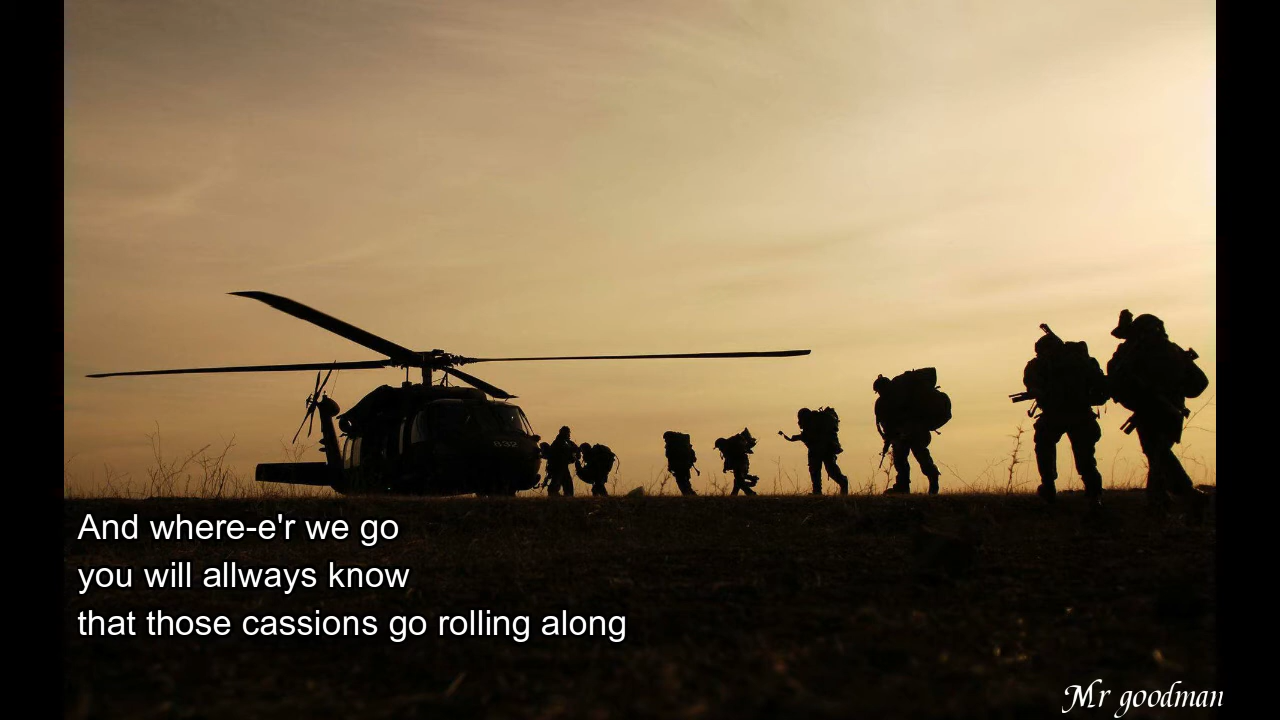 And where-e'r we go
you will allways know
that those cassions go rolling along
Mr goodman